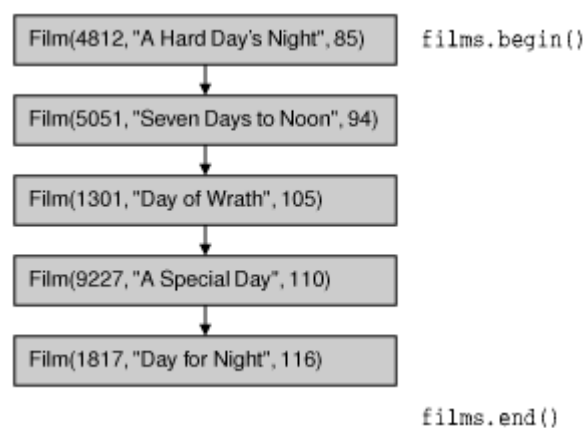 Film(4812, "A Hard Day's Night", 85) films.begin()
Film(5051, "Seven Days to Noon", 94)
Film(1301, "Day of Wrath", 105)
Film(9227, "A Special Day", 110)
Film(1817, "Day for Night", 116)
films.end()